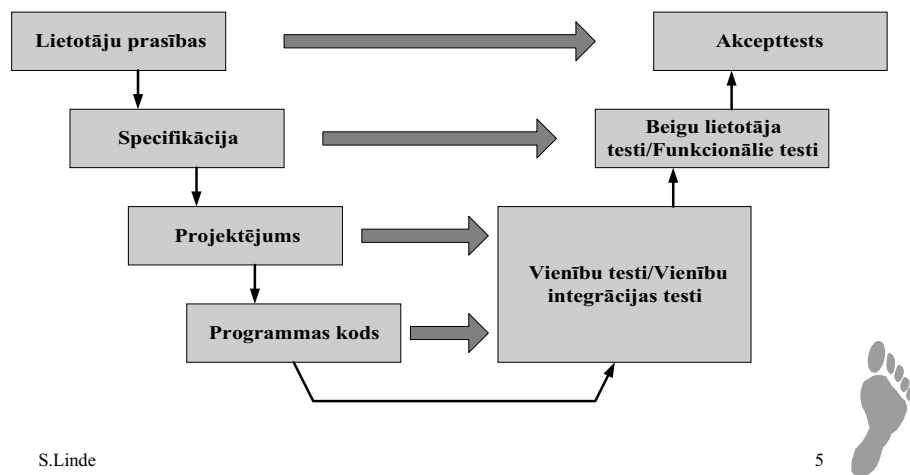 Lietotāju prasības
Akcepttests
Specifikācija
Beigu lietotāja
testi/Funkcionālie testi
Projektējums
Vienību testi/Vienību
integrācijas testi
Programmas kods
S.Linde
5